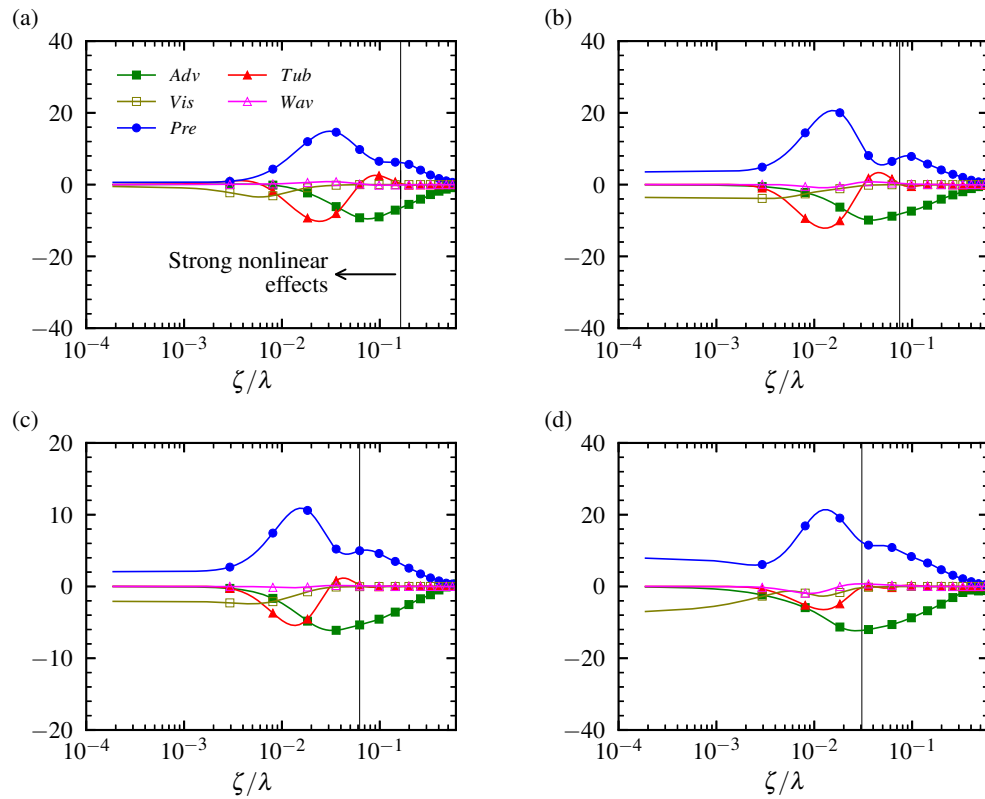 (a)
(b)
40
20
0
−20
−40
Adv
Tub
Vis
Wav
Pre
Strong nonlinear
effects
10⁻⁴
10⁻³
10⁻²
10⁻¹
ζ/λ
40
20
0
−20
−40
10⁻⁴
10⁻³
10⁻²
10⁻¹
ζ/λ
(c)
(d)
20
10
0
−10
−20
10⁻⁴
10⁻³
10⁻²
10⁻¹
ζ/λ
40
20
0
−20
−40
10⁻⁴
10⁻³
10⁻²
10⁻¹
ζ/λ